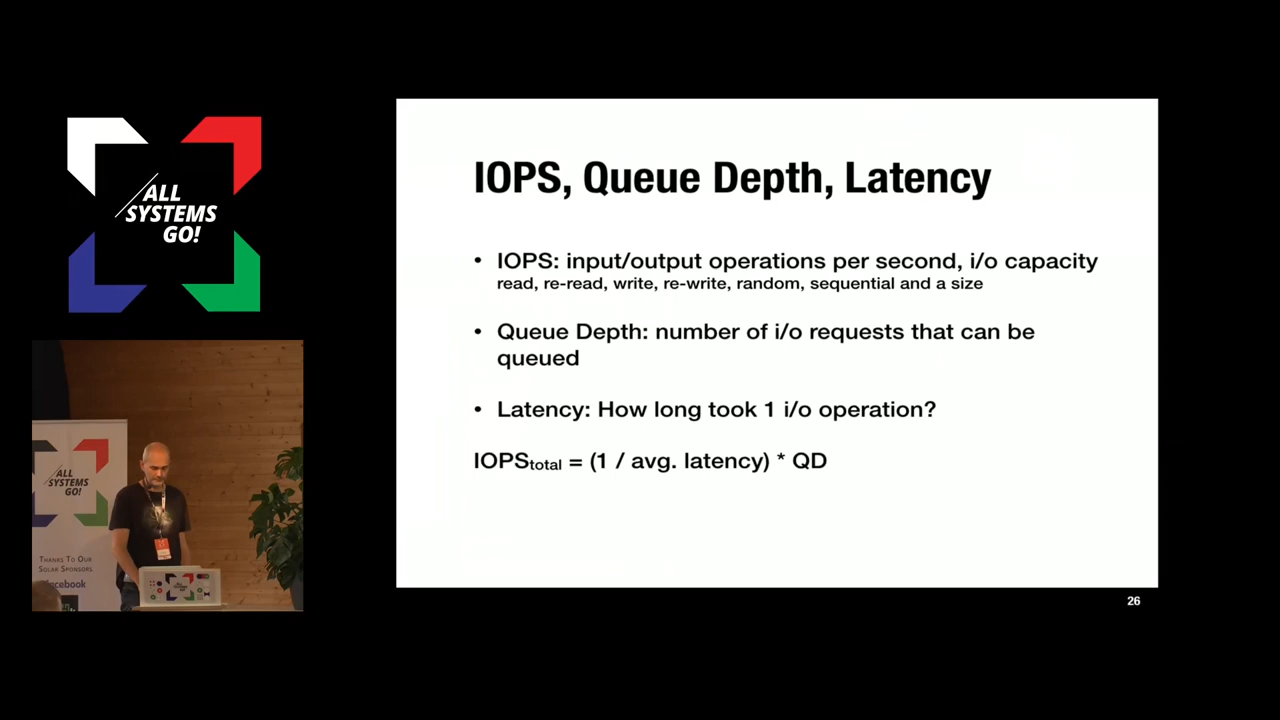 ALL
SYSTEMS
GO!
IOPS, Queue Depth, Latency
• IOPS: input/output operations per second, i/o capacity
read, re-read, write, re-write, random, sequential and a size
• Queue Depth: number of i/o requests that can be
queued
• Latency: How long took 1 i/o operation?
IOPStotal = (1 / avg. latency) * QD
26
ALL
SYSTEMS
GO!
THANKS TO OUR
SOLAR SPONSORS
facebook